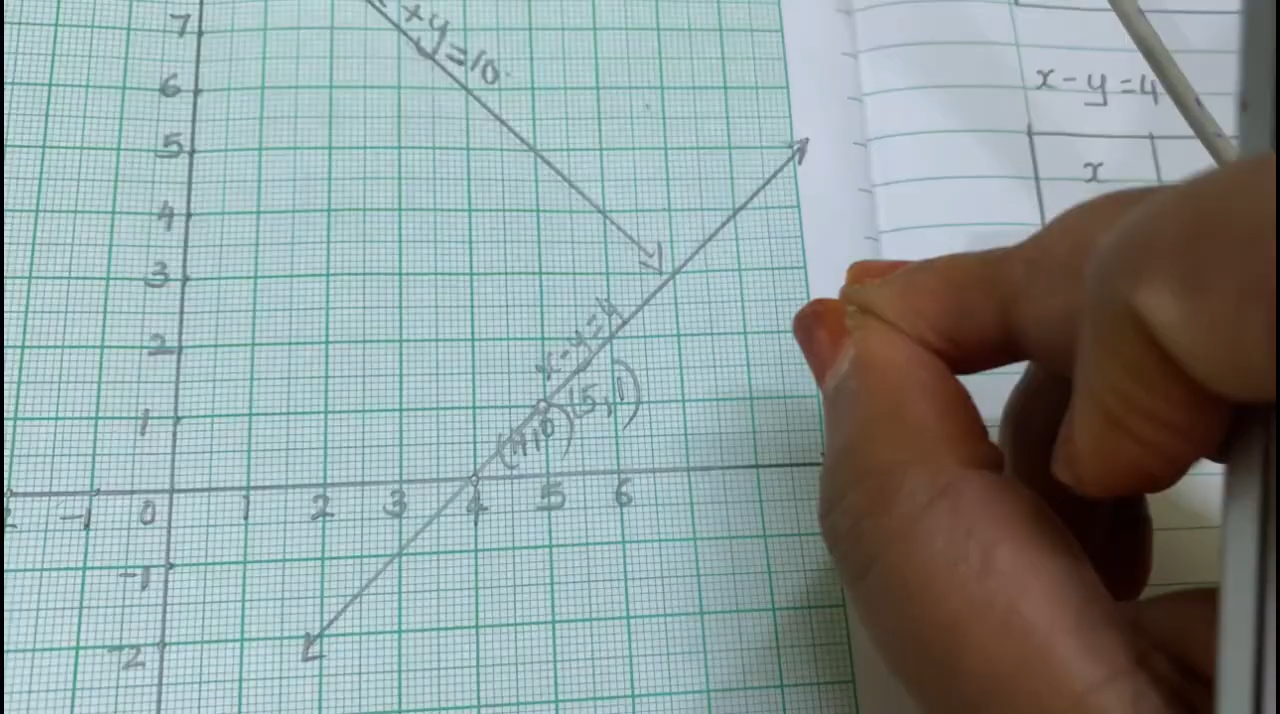 7
x+y=10
6
5
4
3
2
1
x-y=4
(5,1)
(4,0)
-1 0 1 2 3 4 5 6
-1
-2
x-y=4
x